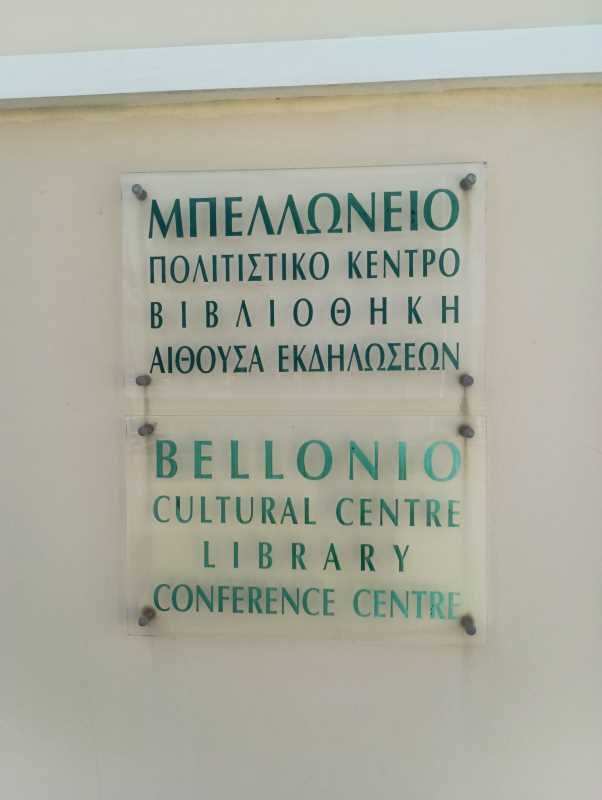 ΜΠΕΛΛΩΝΕΙΟ
ΠΟΛΙΤΙΣΤΙΚΟ ΚΕΝΤΡΟ
ΒΙΒΛΙΟΘΗΚΗ
ΑΙΘΟΥΣΑ ΕΚΔΗΛΩΣΕΩΝ
BELLONIO
CULTURAL CENTRE
LIBRARY
CONFERENCE CENTRE